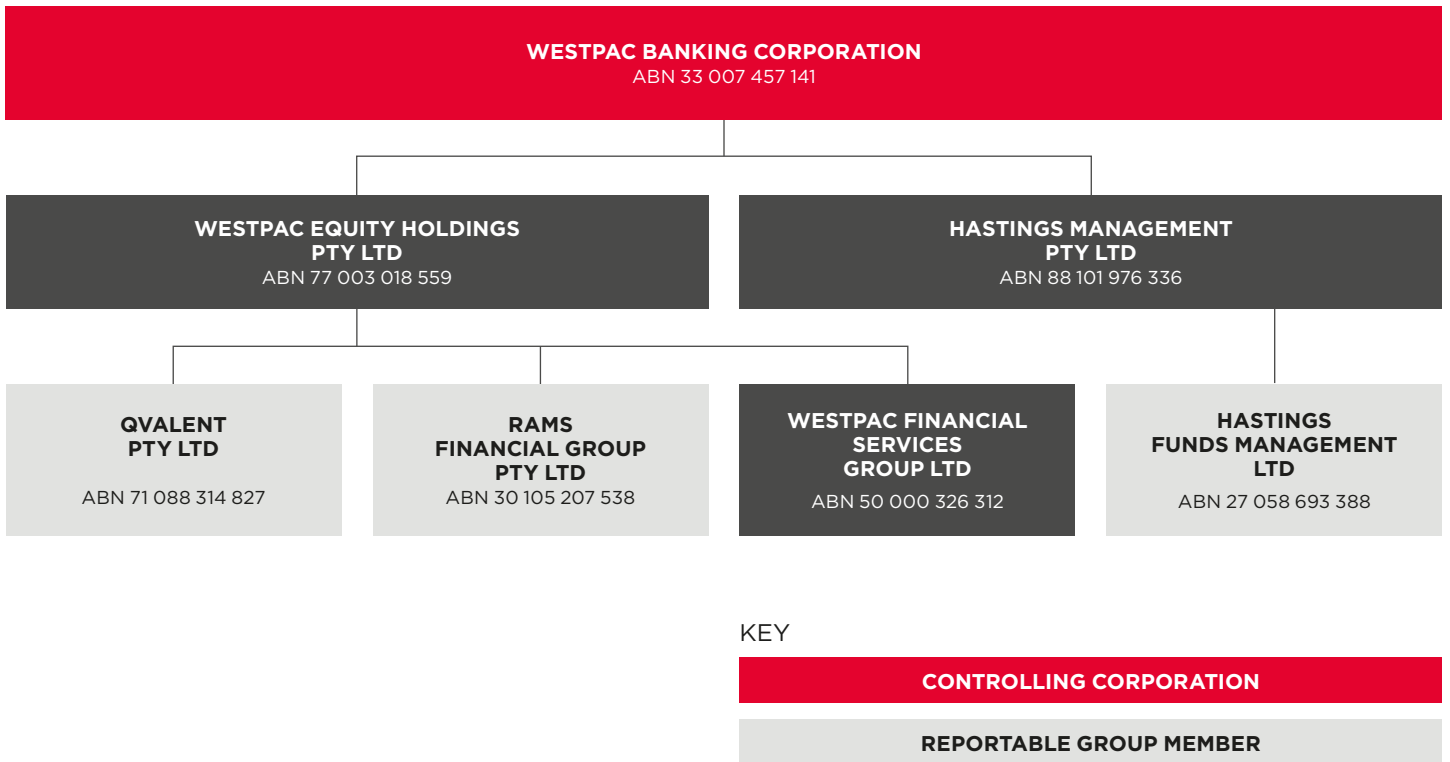 WESTPAC BANKING CORPORATION
ABN 33 007 457 141
WESTPAC EQUITY HOLDINGS
PTY LTD
ABN 77 003 018 559
HASTINGS MANAGEMENT
PTY LTD
ABN 88 101 976 336
QVALENT
PTY LTD
ABN 71 088 314 827
RAMS
FINANCIAL GROUP
PTY LTD
ABN 30 105 207 538
WESTPAC FINANCIAL
SERVICES
GROUP LTD
ABN 50 000 326 312
HASTINGS
FUNDS MANAGEMENT
LTD
ABN 27 058 693 388
KEY
CONTROLLING CORPORATION
REPORTABLE GROUP MEMBER